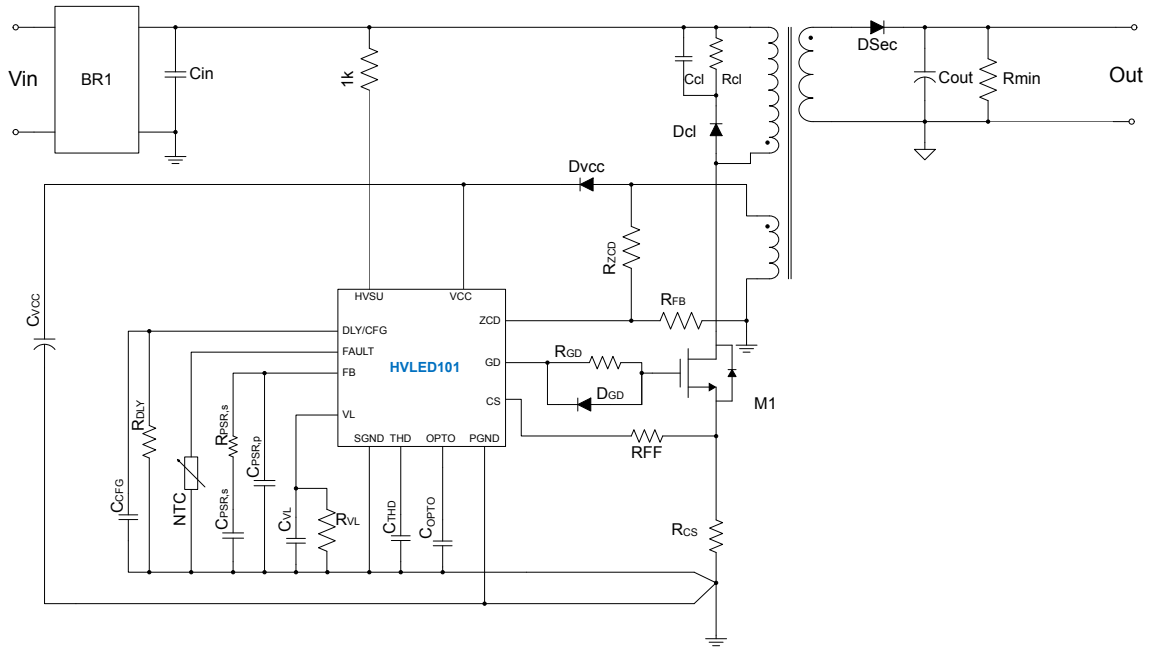 Vin
BR1
Cin
1k
Ccl
Rcl
Dcl
DSec
Cout
Rmin
Out
Dvcc
RZCD
RFB
CVCC
HVSU
VCC
ZCD
DLY/CFG
FAULT
FB
VL
HVLED101
GD
CS
SGND
THD
OPTO
PGND
RGD
DGD
M1
RFF
RCS
RDLY
CCFG
NTC
RPSR,s
CPSR,s
CPSR,p
CVL
RVL
CTHD
COPTO